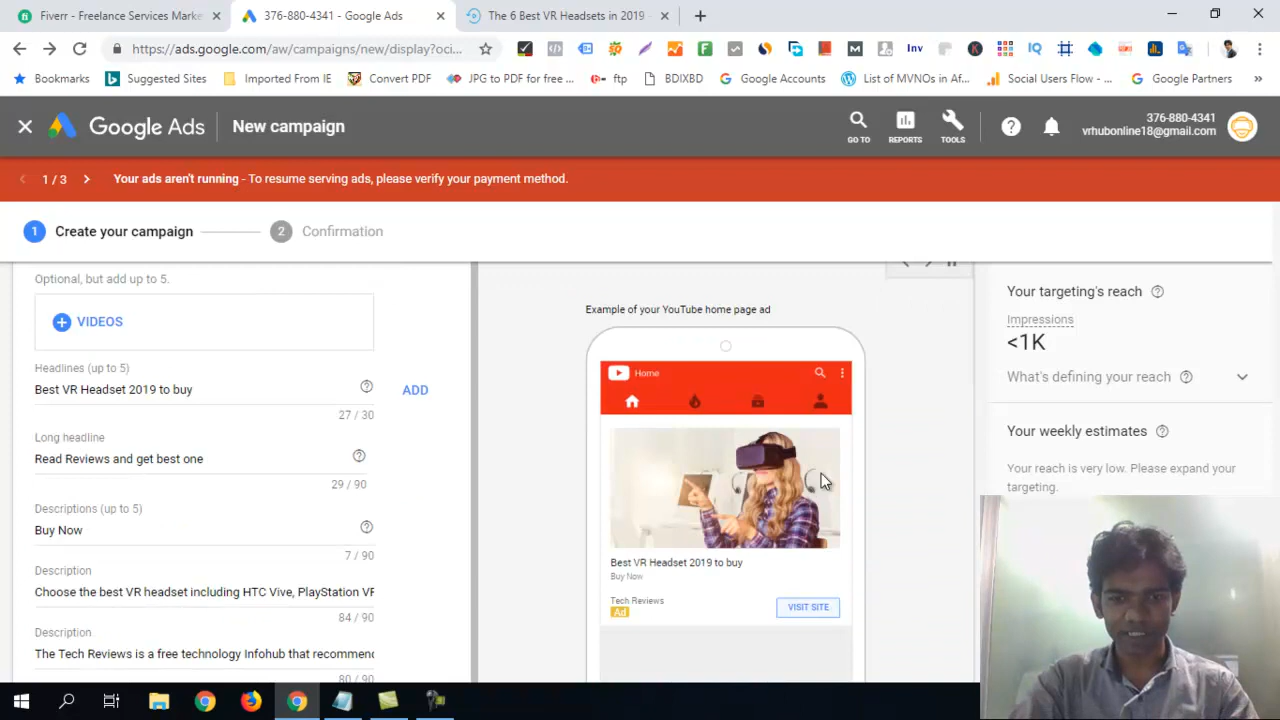 Fiverr - Freelance Services Marke
376-880-4341 - Google Ads
The 6 Best VR Headsets in 2019 -
https://ads.google.com/aw/campaigns/new/display?oci...
Inv
IQ
Bookmarks
Suggested Sites
Imported From IE
Convert PDF
JPG to PDF for free ...
ftp
BDIXBD
Google Accounts
List of MVNOs in Af...
Social Users Flow - ...
Google Partners
Google Ads
New campaign
GO TO
REPORTS
TOOLS
376-880-4341
vrhubonline18@gmail.com
1 / 3
Your ads aren't running - To resume serving ads, please verify your payment method.
1 Create your campaign
2 Confirmation
Optional, but add up to 5.
VIDEOS
Headlines (up to 5)
Best VR Headset 2019 to buy
ADD
27 / 30
Long headline
Read Reviews and get best one
29 / 90
Descriptions (up to 5)
Buy Now
7 / 90
Description
Choose the best VR headset including HTC Vive, PlayStation VR
84 / 90
Description
The Tech Reviews is a free technology Infohub that recommend
80 / 90
Example of your YouTube home page ad
Home
Best VR Headset 2019 to buy
Buy Now
Tech Reviews
Ad
VISIT SITE
Your targeting's reach
Impressions
<1K
What's defining your reach
Your weekly estimates
Your reach is very low. Please expand your
targeting.